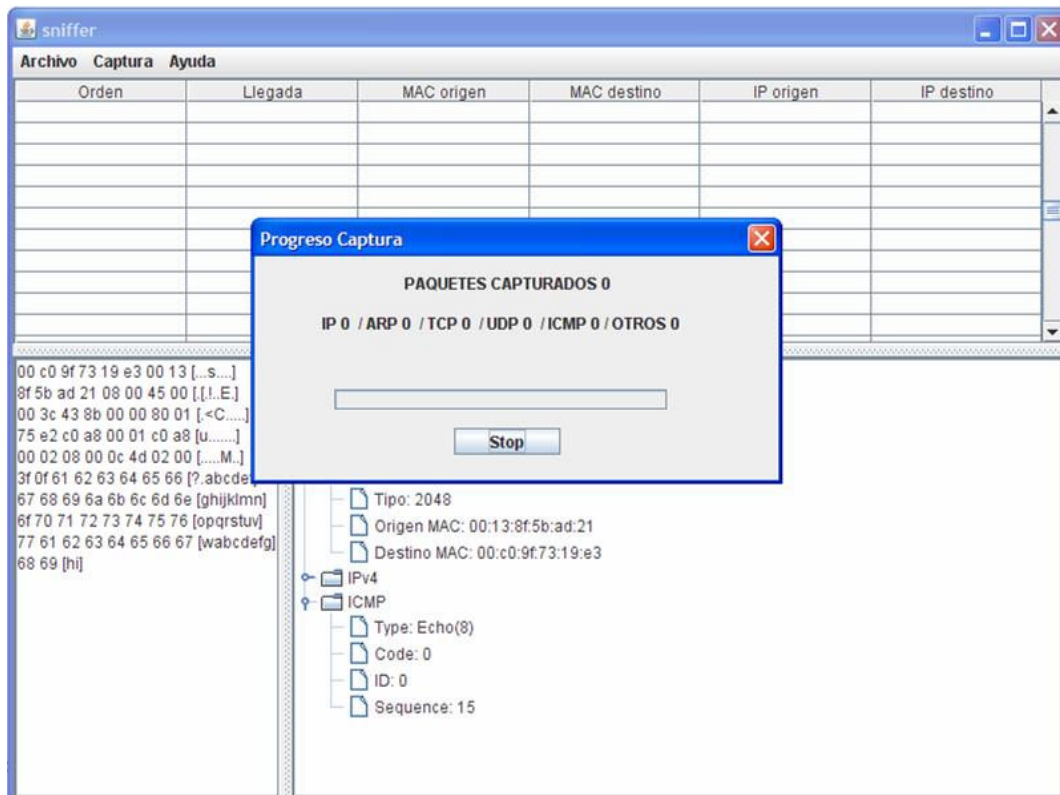 sniffer
Archivo Captura Ayuda
Orden Llegada MAC origen MAC destino IP origen IP destino
Progreso Captura
PAQUETES CAPTURADOS 0
IP 0 / ARP 0 / TCP 0 / UDP 0 / ICMP 0 / OTROS 0
Stop
00 c0 9f 73 19 e3 00 13 [...s....]
8f 5b ad 21 08 00 45 00 [.[.!..E.]
00 3c 43 8b 00 00 80 01 [.<C.....]
75 e2 c0 a8 00 01 c0 a8 [u.......]
00 02 08 00 0c 4d 02 00 [.....M..]
3f 0f 61 62 63 64 65 66 [?.abcde
67 68 69 6a 6b 6c 6d 6e [ghijklmn]
6f 70 71 72 73 74 75 76 [opqrstuv]
77 61 62 63 64 65 66 67 [wabcdefg]
68 69 [hi]
Tipo: 2048
Origen MAC: 00:13:8f:5b:ad:21
Destino MAC: 00:c0:9f:73:19:e3
IPv4
ICMP
Type: Echo(8)
Code: 0
ID: 0
Sequence: 15